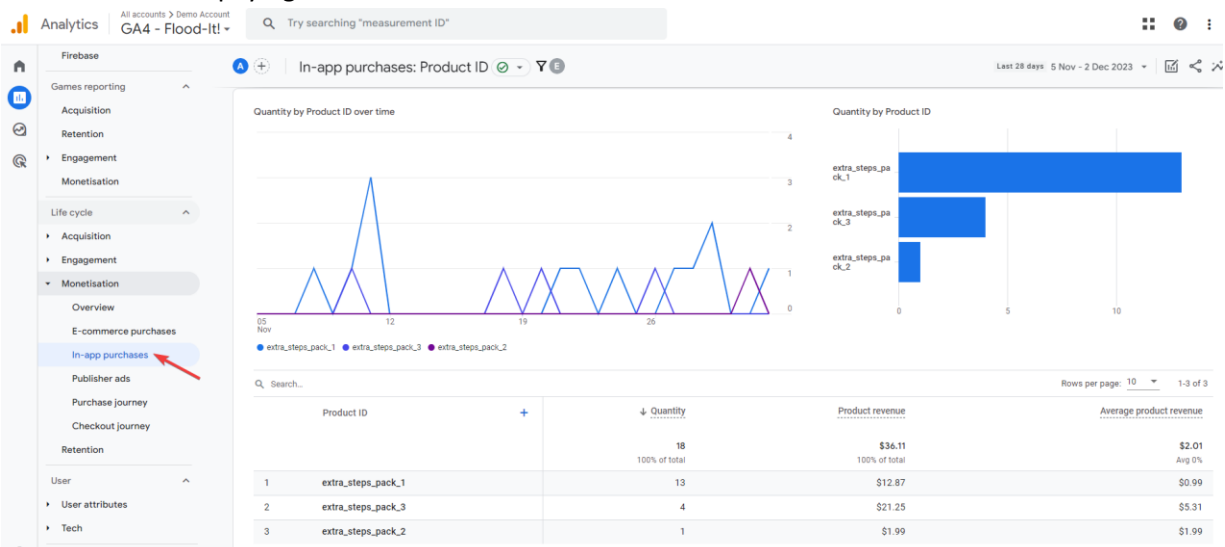 Analytics
All accounts > Demo Account
GA4 - Flood-It!
Try searching "measurement ID"
Firebase
Games reporting
Acquisition
Retention
Engagement
Monetisation
Life cycle
Acquisition
Engagement
Monetisation
Overview
E-commerce purchases
In-app purchases
Publisher ads
Purchase journey
Checkout journey
Retention
User
User attributes
Tech
A
In-app purchases: Product ID
E
Last 28 days 5 Nov - 2 Dec 2023
Quantity by Product ID over time
4
3
2
1
0
05
Nov
12
19
26
extra_steps_pack_1 extra_steps_pack_3 extra_steps_pack_2
Quantity by Product ID
extra_steps_pa
ck_1
extra_steps_pa
ck_3
extra_steps_pa
ck_2
0 5 10
Search...
Rows per page: 10 1-3 of 3
Product ID + Quantity Product revenue Average product revenue
18 $36.11 $2.01
100% of total 100% of total Avg 0%
1 extra_steps_pack_1 13 $12.87 $0.99
2 extra_steps_pack_3 4 $21.25 $5.31
3 extra_steps_pack_2 1 $1.99 $1.99